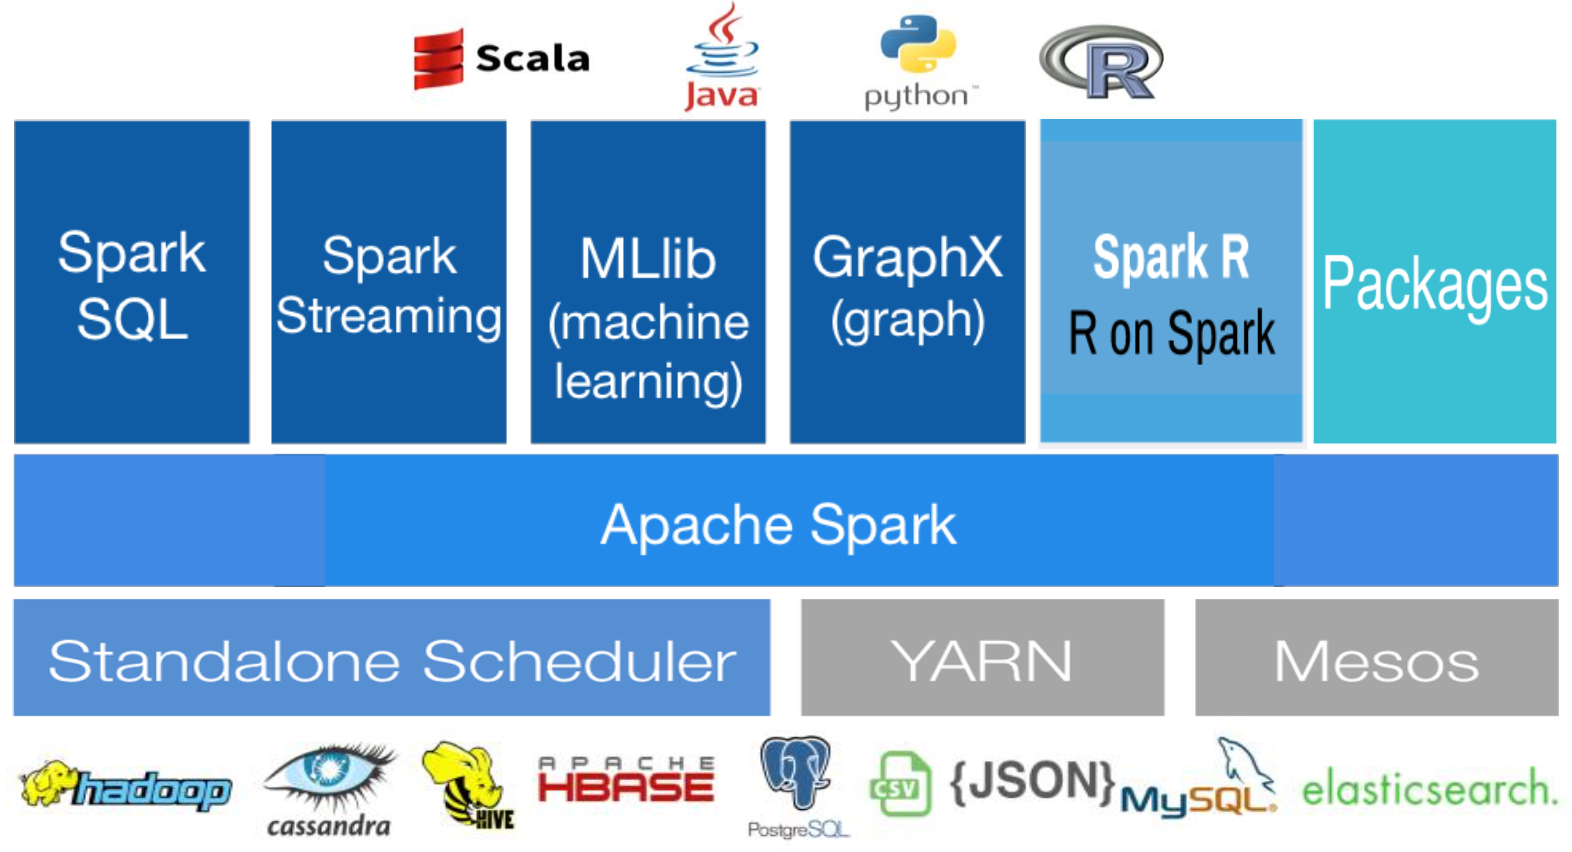 Scala
Java
python™
R
Spark
SQL
Spark
Streaming
MLlib
(machine
learning)
GraphX
(graph)
Spark R
R on Spark
Packages
Apache Spark
Standalone Scheduler
YARN
Mesos
hadoop
cassandra
HIVE
APACHE
HBASE
PostgreSQL
CSV
{JSON}
MySQL®
elasticsearch.